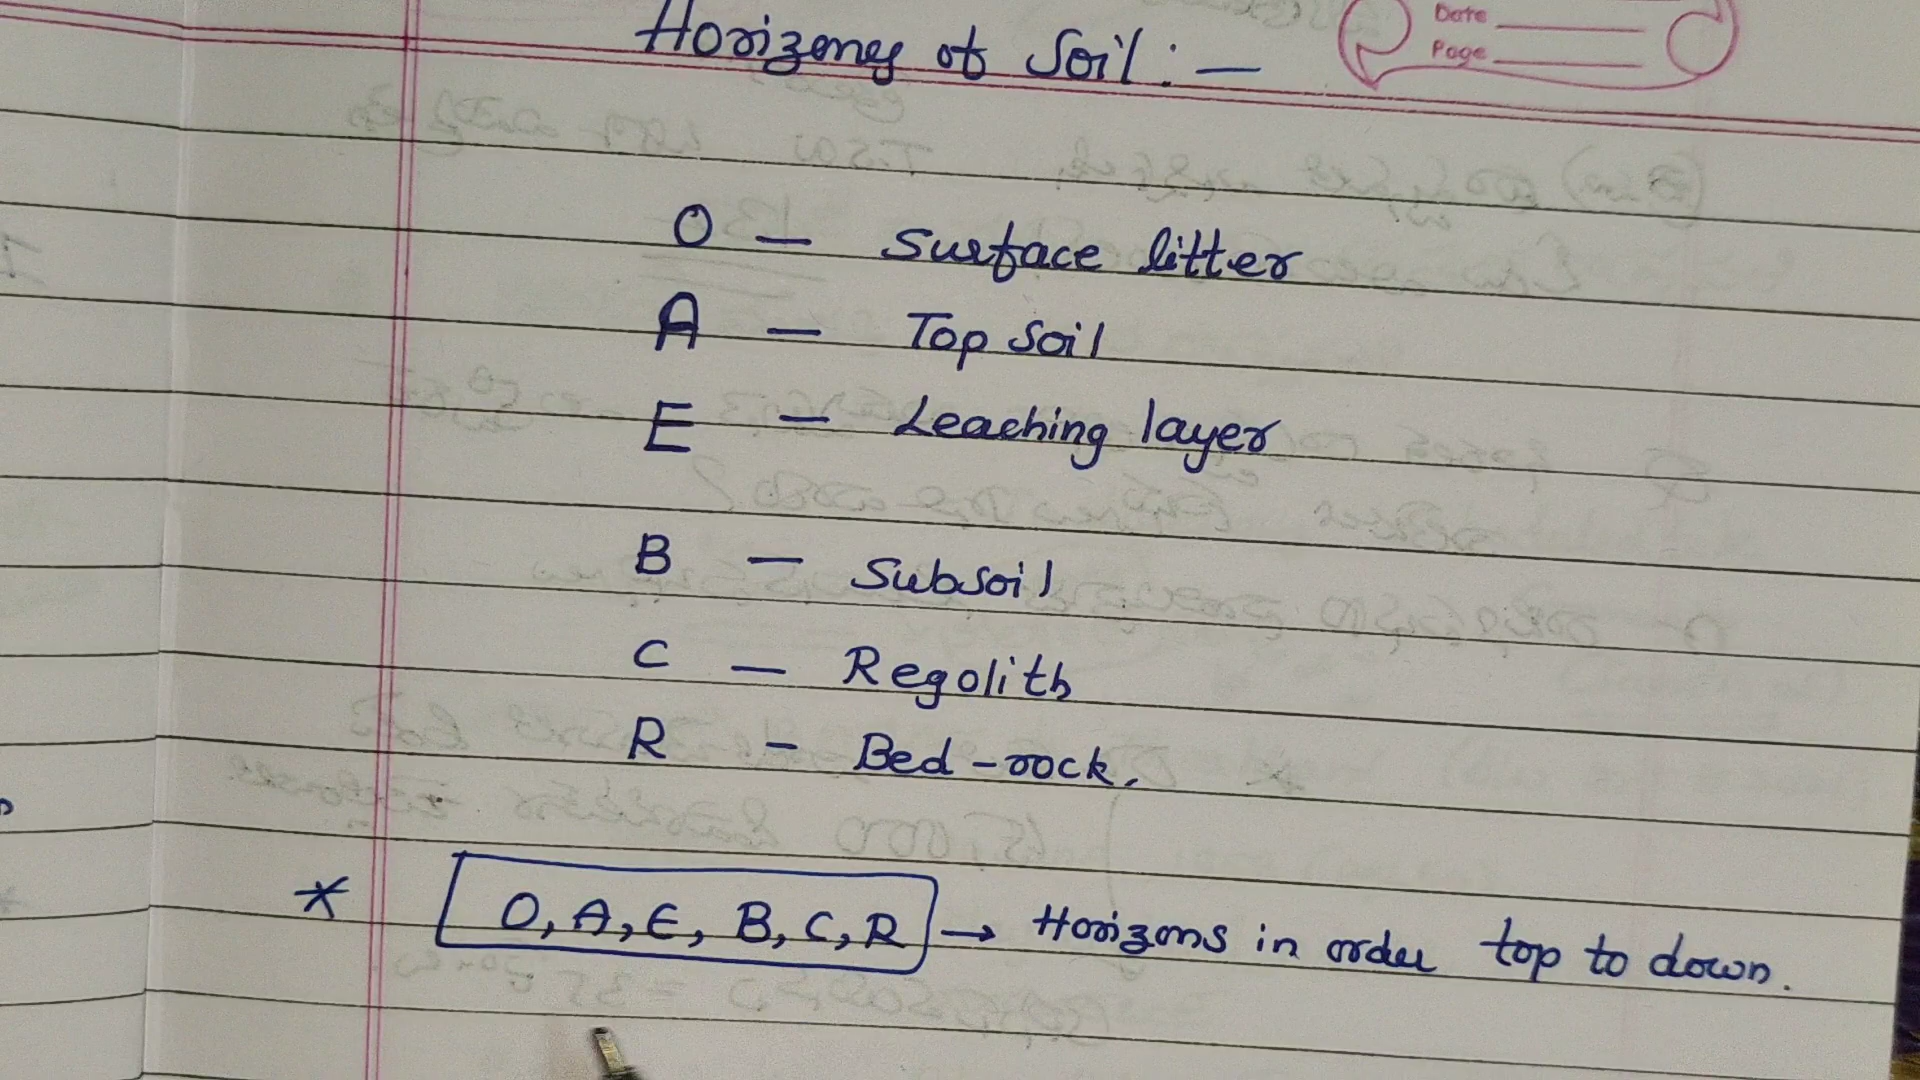 Horizons of Soil : —
Date
Page
O — Surface litter
A — Top soil
E — Leaching layer
B — Subsoil
C — Regolith
R - Bed-rock.
* O, A, E, B, C, R → Horizons in order top to down.